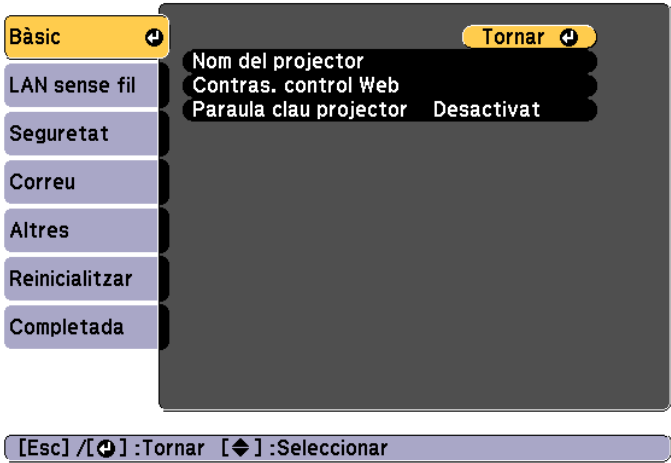 Bàsic
Tornar
Nom del projector
Contras. control Web
Paraula clau projector Desactivat
LAN sense fil
Seguretat
Correu
Altres
Reinicialitzar
Completada
[Esc] /[ ] :Tornar [ ] :Seleccionar